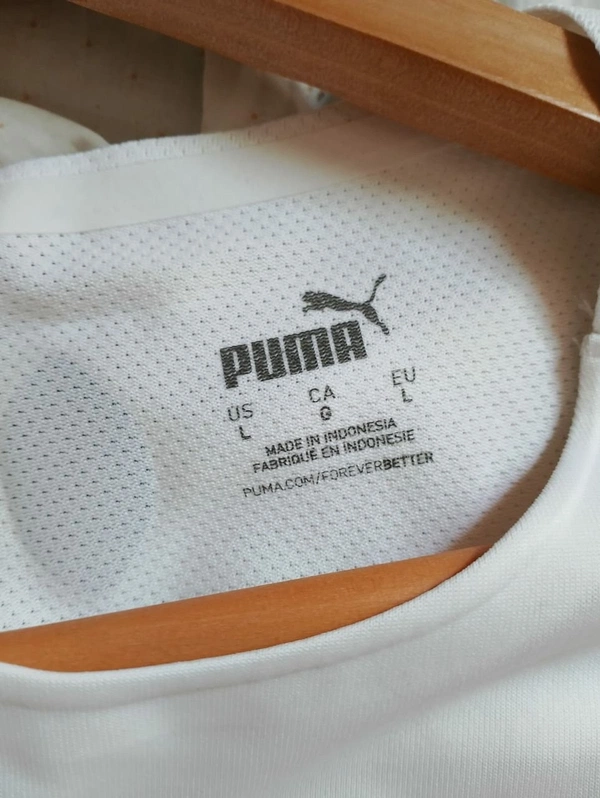 PUMA
US CA EU
L G L
MADE IN INDONESIA
FABRIQUÉ EN INDONESIE
PUMA.COM/FOREVERBETTER